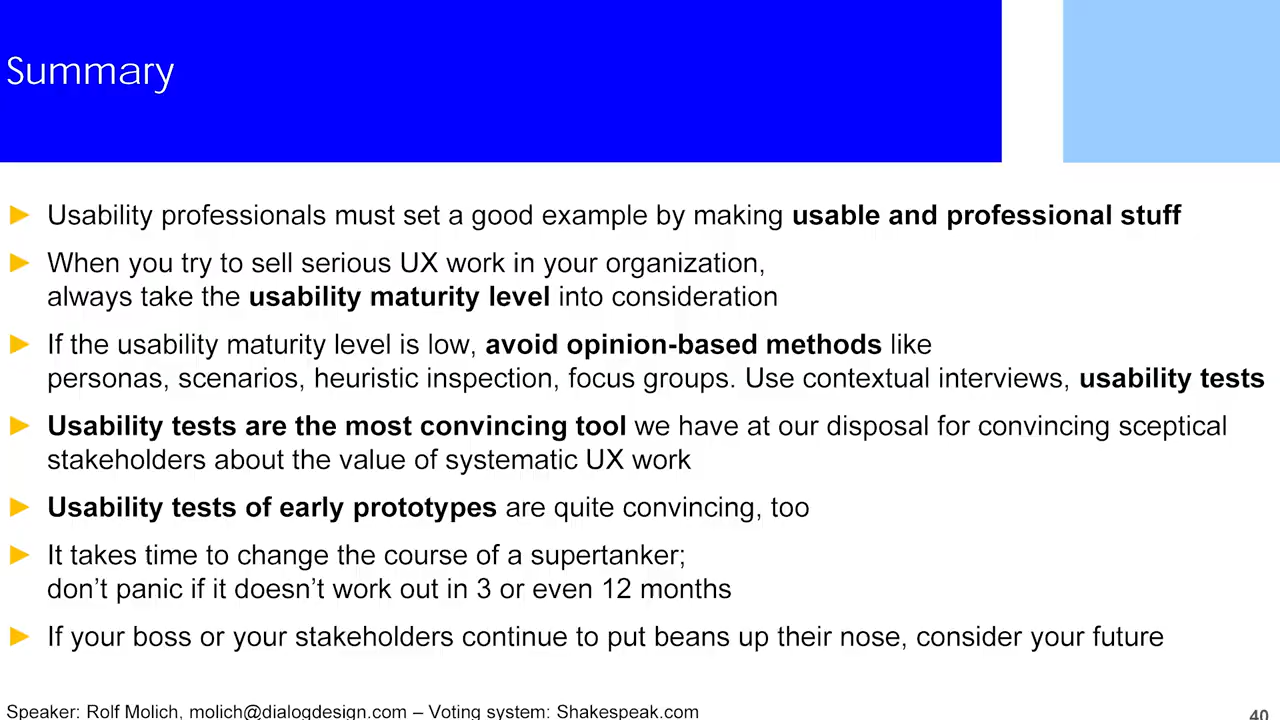 Summary
► Usability professionals must set a good example by making usable and professional stuff
► When you try to sell serious UX work in your organization,
always take the usability maturity level into consideration
► If the usability maturity level is low, avoid opinion-based methods like
personas, scenarios, heuristic inspection, focus groups. Use contextual interviews, usability tests
► Usability tests are the most convincing tool we have at our disposal for convincing sceptical
stakeholders about the value of systematic UX work
► Usability tests of early prototypes are quite convincing, too
► It takes time to change the course of a supertanker;
don’t panic if it doesn’t work out in 3 or even 12 months
► If your boss or your stakeholders continue to put beans up their nose, consider your future
Speaker: Rolf Molich, molich@dialogdesign.com – Voting system: Shakespeak.com
40